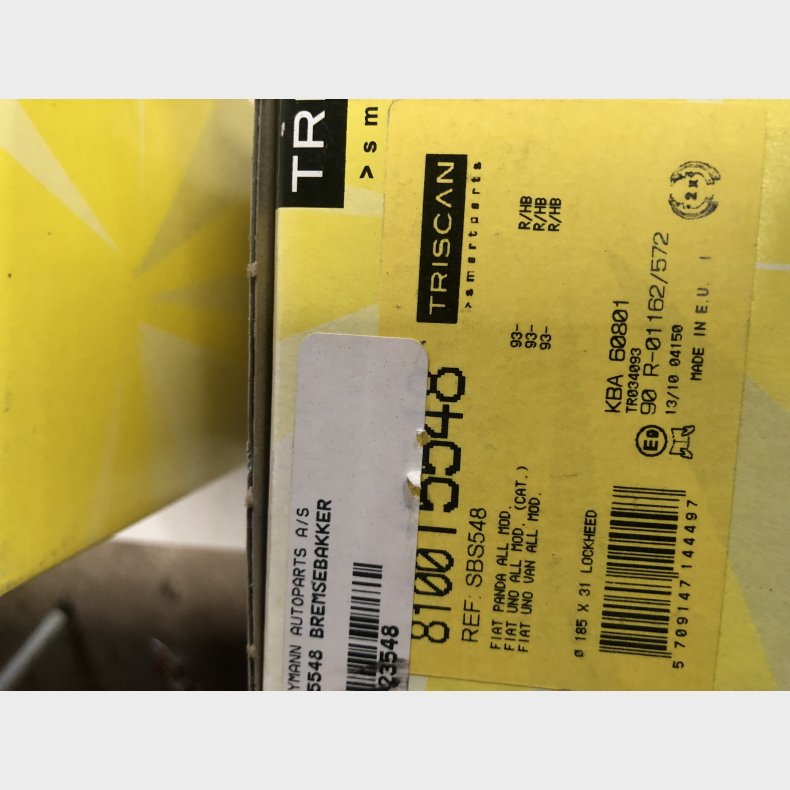 TR
>sm
TRISCAN
>smartparts
8100 15548
REF: SBS548
FIAT PANDA ALL MOD. 93- R/HB
FIAT UNO ALL MOD. (CAT.) 93- R/HB
FIAT UNO VAN ALL MOD. 93- R/HB
Ø 185 X 31 LOCKHEED
KBA 60801
TR034093
E9 90 R-01162/572
13/10 04150
MADE IN E.U. I
2x
5 709147 144497
YMANN AUTOPARTS A/S
5548 BREMSEBAKKER
23548